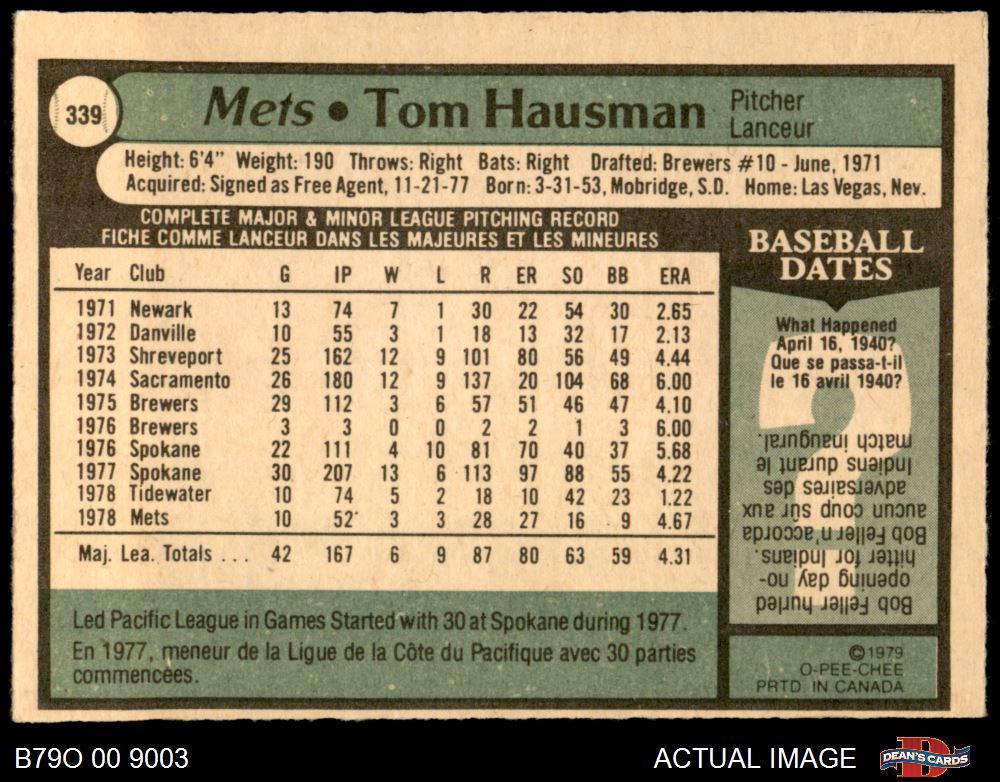 339
Mets • Tom Hausman Pitcher
Lanceur
Height: 6'4" Weight: 190 Throws: Right Bats: Right Drafted: Brewers #10 - June, 1971
Acquired: Signed as Free Agent, 11-21-77 Born: 3-31-53, Mobridge, S.D. Home: Las Vegas, Nev.
COMPLETE MAJOR & MINOR LEAGUE PITCHING RECORD
FICHE COMME LANCEUR DANS LES MAJEURES ET LES MINEURES
Year Club G IP W L R ER SO BB ERA
1971 Newark 13 74 7 1 30 22 54 30 2.65
1972 Danville 10 55 3 1 18 13 32 17 2.13
1973 Shreveport 25 162 12 9 101 80 56 49 4.44
1974 Sacramento 26 180 12 9 137 20 104 68 6.00
1975 Brewers 29 112 3 6 57 51 46 47 4.10
1976 Brewers 3 3 0 0 2 2 1 3 6.00
1976 Spokane 22 111 4 10 81 70 40 37 5.68
1977 Spokane 30 207 13 6 113 97 88 55 4.22
1978 Tidewater 10 74 5 2 18 10 42 23 1.22
1978 Mets 10 52 3 3 28 27 16 9 4.67
Maj. Lea. Totals ... 42 167 6 9 87 80 63 59 4.31
Led Pacific League in Games Started with 30 at Spokane during 1977.
En 1977, meneur de la Ligue de la Côte du Pacifique avec 30 parties
commencées.
BASEBALL
DATES
What Happened
April 16, 1940?
Que se passa-t-il
le 16 avril 1940?
Bob Feller hurled
opening day no-
hitter for Indians.
Bob Feller n'accorda
aucun coup sûr aux
adversaires des
Indiens durant le
match inaugural.
©1979
O-PEE-CHEE
PRTD IN CANADA
B79O 00 9003
ACTUAL IMAGE
DEAN'S CARDS